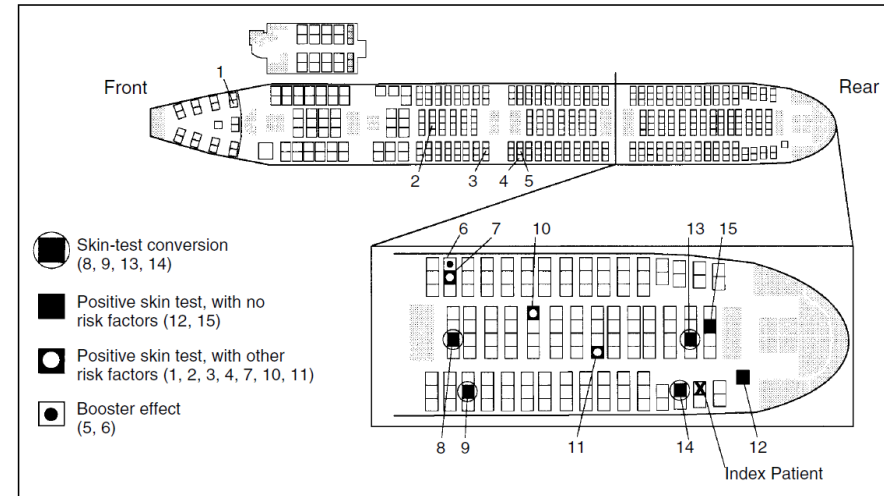 1
Front
Rear
2
3
4
5
6
7
10
13
15
Skin-test conversion
(8, 9, 13, 14)
Positive skin test, with no
risk factors (12, 15)
Positive skin test, with other
risk factors (1, 2, 3, 4, 7, 10, 11)
Booster effect
(5, 6)
8
9
11
14
12
Index Patient